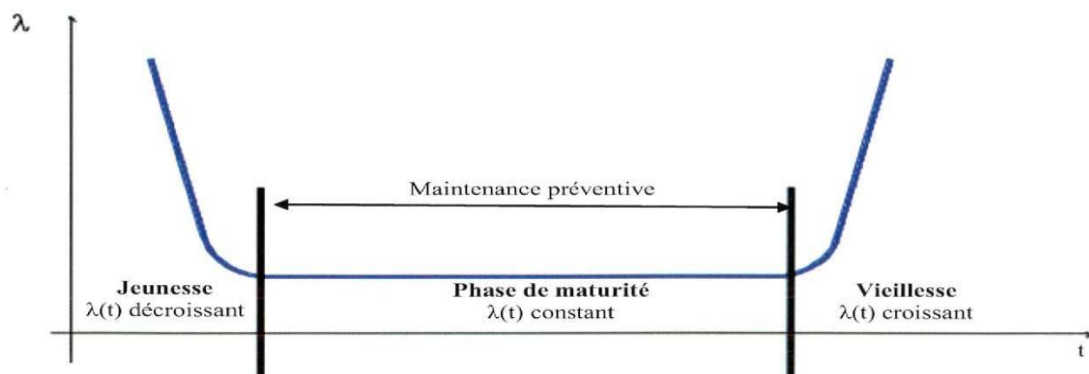 λ
Maintenance préventive
Jeunesse
λ(t) décroissant
Phase de maturité
λ(t) constant
Vieillesse
λ(t) croissant
t